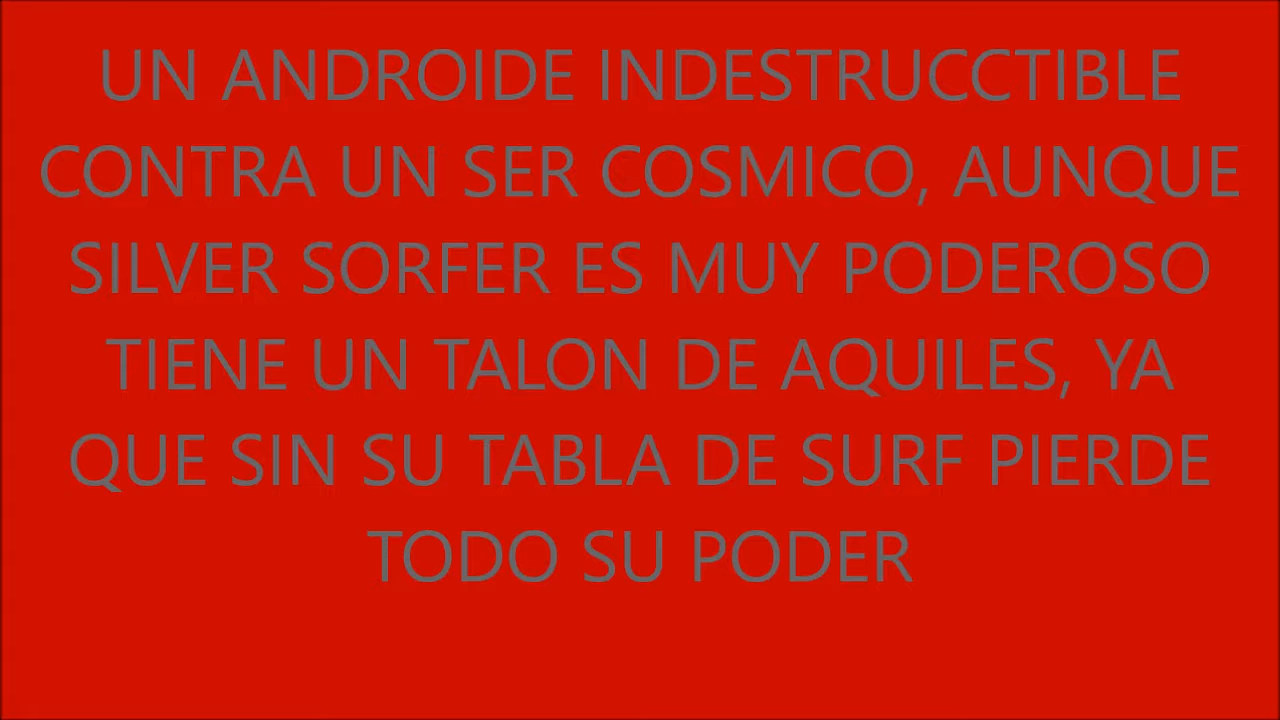 UN ANDROIDE INDESTRUCCTIBLE
CONTRA UN SER COSMICO, AUNQUE
SILVER SORFER ES MUY PODEROSO
TIENE UN TALON DE AQUILES, YA
QUE SIN SU TABLA DE SURF PIERDE
TODO SU PODER